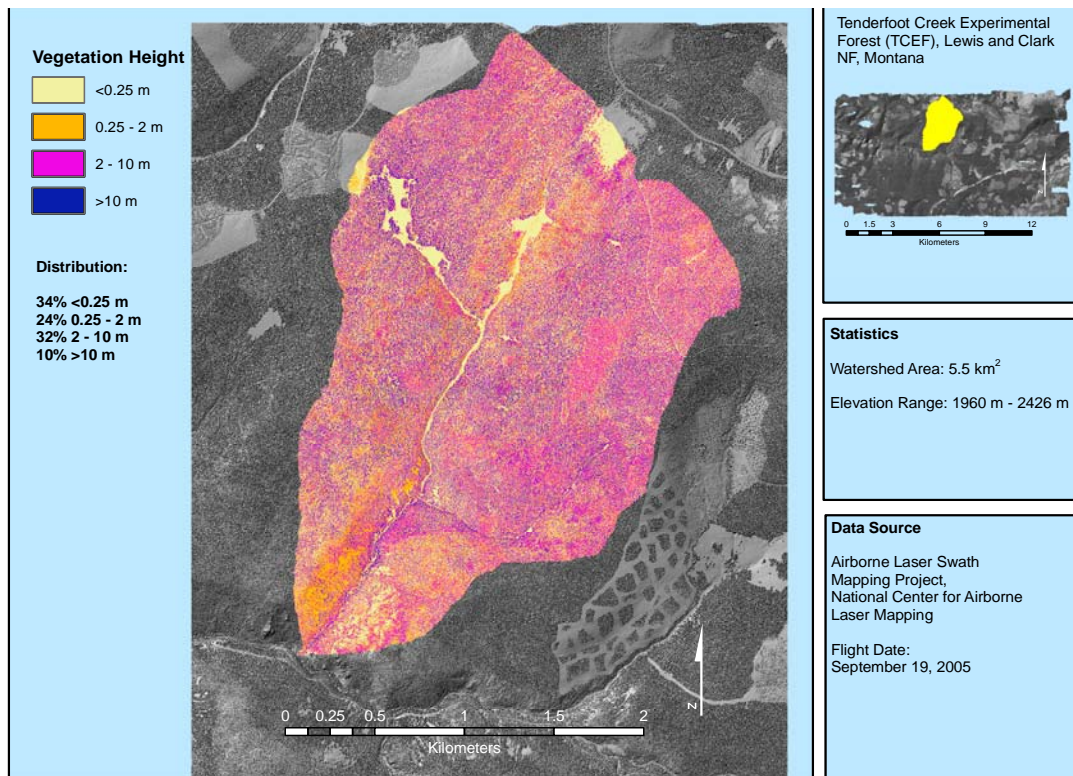 Vegetation Height
<0.25 m
0.25 - 2 m
2 - 10 m
>10 m
Distribution:
34% <0.25 m
24% 0.25 - 2 m
32% 2 - 10 m
10% >10 m
0 0.25 0.5 1 1.5 2
Kilometers
N
Tenderfoot Creek Experimental
Forest (TCEF), Lewis and Clark
NF, Montana
0 1.5 3 6 9 12
Kilometers
Statistics
Watershed Area: 5.5 km²
Elevation Range: 1960 m - 2426 m
Data Source
Airborne Laser Swath
Mapping Project,
National Center for Airborne
Laser Mapping
Flight Date:
September 19, 2005